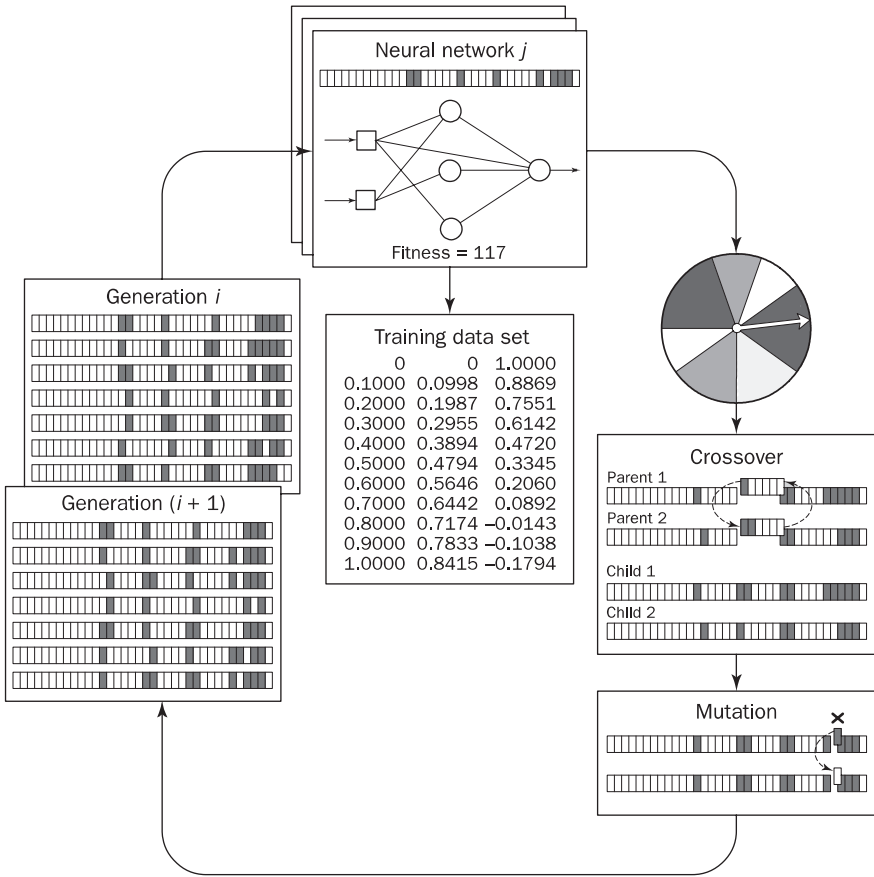 Neural network j
Fitness = 117
Generation i
Training data set
0 0 1.0000
0.1000 0.0998 0.8869
0.2000 0.1987 0.7551
0.3000 0.2955 0.6142
0.4000 0.3894 0.4720
0.5000 0.4794 0.3345
0.6000 0.5646 0.2060
0.7000 0.6442 0.0892
0.8000 0.7174 –0.0143
0.9000 0.7833 –0.1038
1.0000 0.8415 –0.1794
Generation (i + 1)
Crossover
Parent 1
Parent 2
Child 1
Child 2
Mutation